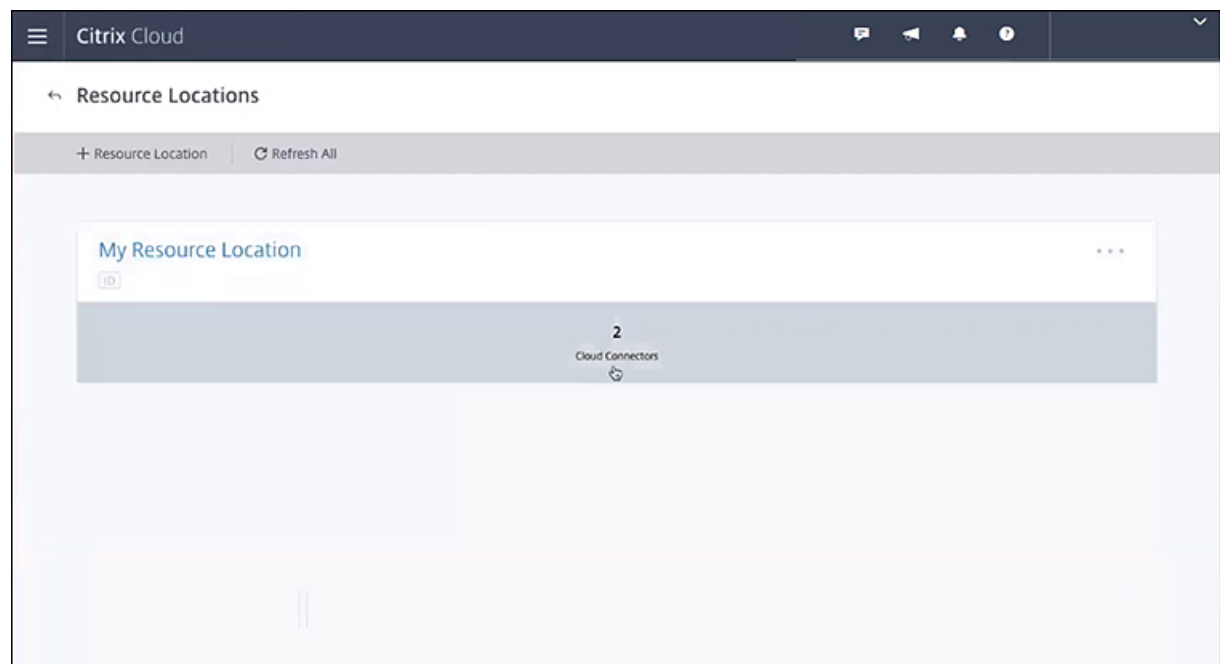 Citrix Cloud
Resource Locations
+ Resource Location
Refresh All
My Resource Location
ID
2
Cloud Connectors